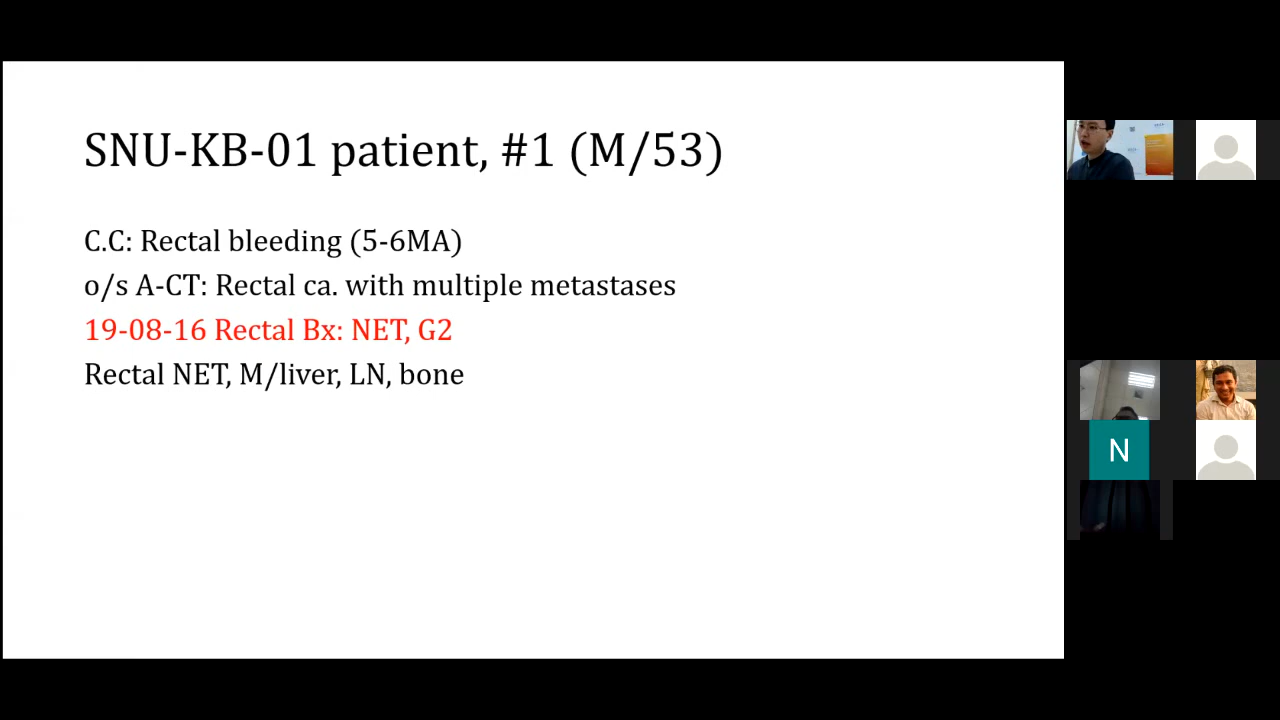 SNU-KB-01 patient, #1 (M/53)
C.C: Rectal bleeding (5-6MA)
o/s A-CT: Rectal ca. with multiple metastases
19-08-16 Rectal Bx: NET, G2
Rectal NET, M/liver, LN, bone
N